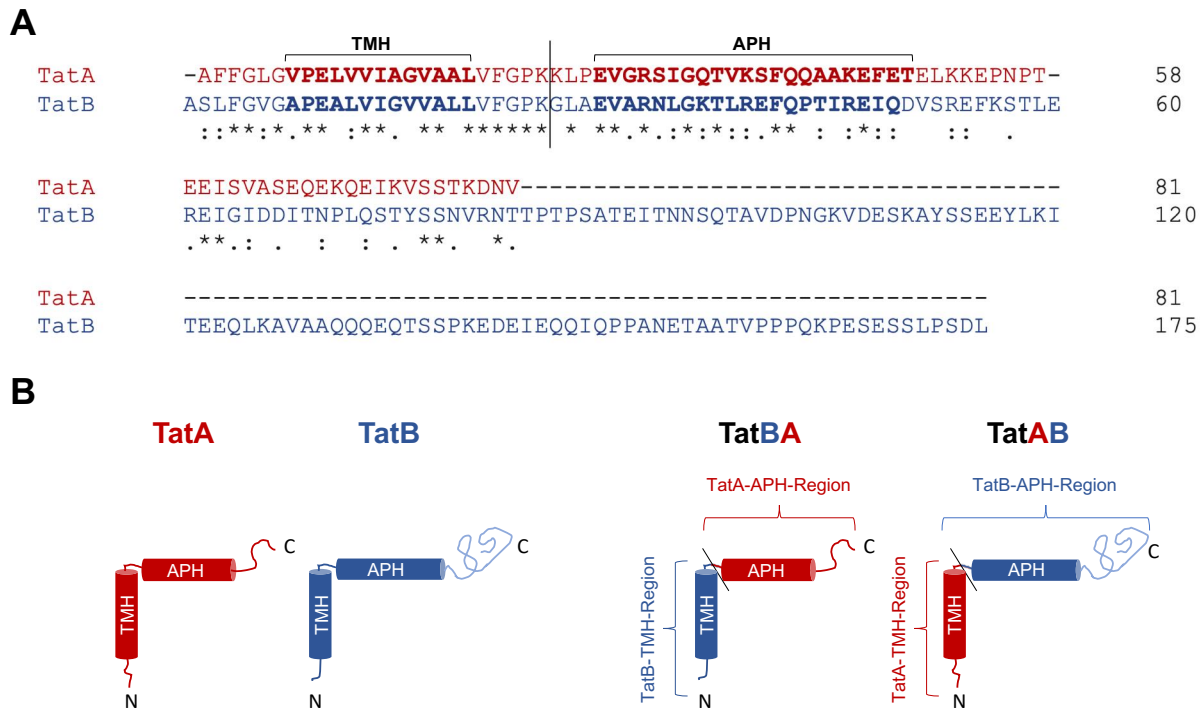 A
TMH APH
TatA -AFFGLGVPELVVIAGVAALVFGPKKLPEVGRSIGQTVKSFQQAAKEFETELKKEPNPT- 58
TatB ASLFGVGAPEALVIGVVALLVFGPKGLAEVARNLGKTLREFQPTIREIQDVSREFKSTLE 60
::**:*.** :**. ** ****** * ** *.*.:*:*::.** : :*:: :: .
TatA EEISVASEQEKQEIKVSSTKDNV------------------------------------- 81
TatB REIGIDDITNPLQSTYSSNVRNTTPTPSATEITNNSQTAVDPNGKVDESKAYSSEEYLKI 120
.**.: . : : . **. *.
TatA ------------------------------------------------------- 81
TatB TEEQLKAVAAQQQEQTSSPKEDEIEQQIQPPANETAATVPPPQKPESESSLPSDL 175
B
TatA TatB TatBA TatAB
TatA-APH-Region TatB-APH-Region
C C C C
APH APH APH APH
TMH TMH TMH TMH
TatB-TMH-Region TatA-TMH-Region
N N N N